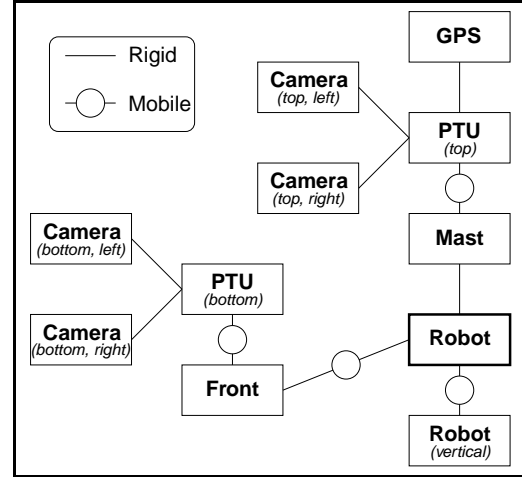 Rigid
Mobile
GPS
Camera
(top, left)
PTU
(top)
Camera
(top, right)
Mast
Camera
(bottom, left)
PTU
(bottom)
Camera
(bottom, right)
Front
Robot
Robot
(vertical)